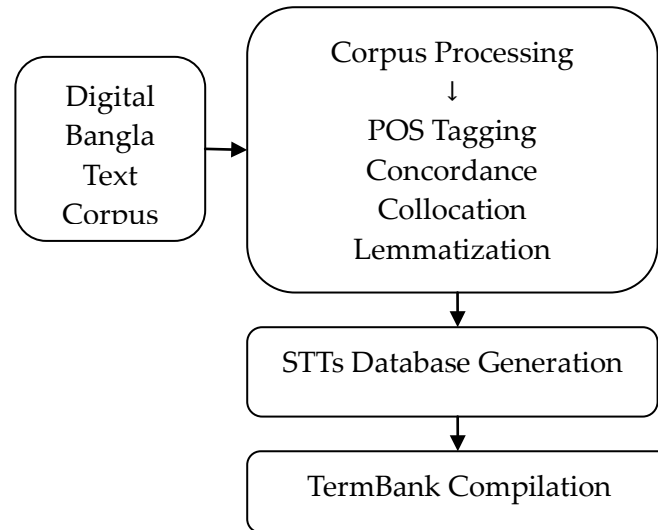 Digital
Bangla
Text
Corpus
Corpus Processing
↓
POS Tagging
Concordance
Collocation
Lemmatization
STTs Database Generation
TermBank Compilation